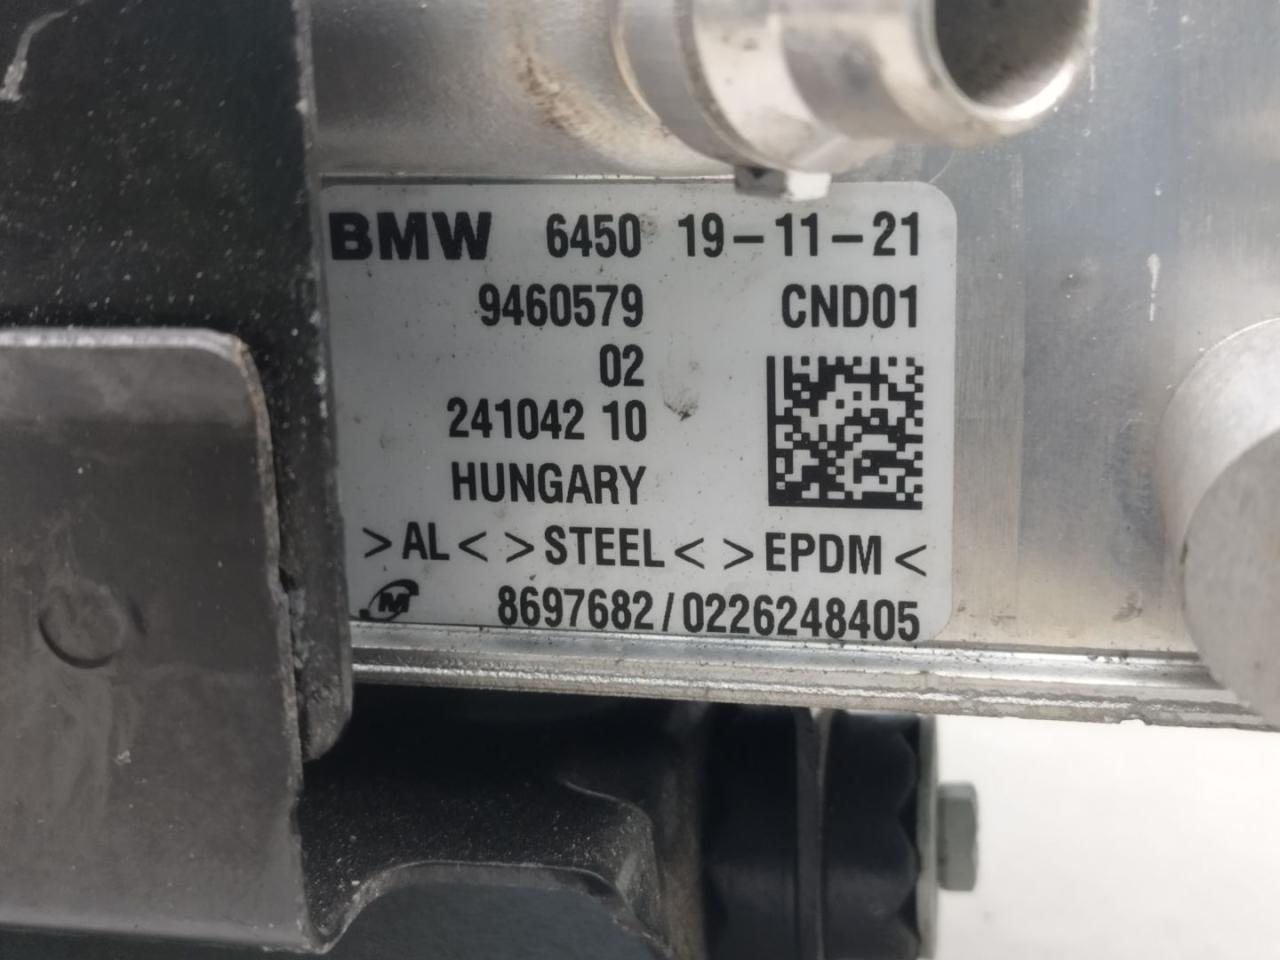 BMW 6450 19-11-21
9460579 CND01
02
241042 10
HUNGARY
>AL< >STEEL< >EPDM<
M 8697682/0226248405